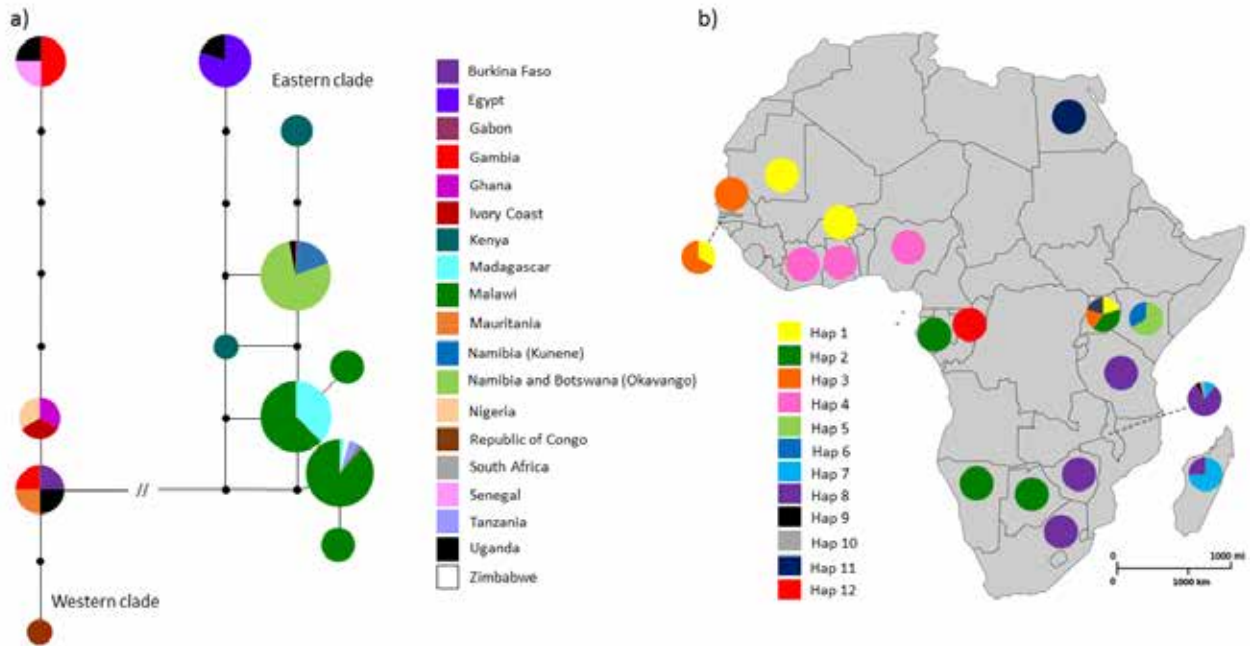 a)
Eastern clade
//
Western clade
Burkina Faso
Egypt
Gabon
Gambia
Ghana
Ivory Coast
Kenya
Madagascar
Malawi
Mauritania
Namibia (Kunene)
Namibia and Botswana (Okavango)
Nigeria
Republic of Congo
South Africa
Senegal
Tanzania
Uganda
Zimbabwe
b)
Hap 1
Hap 2
Hap 3
Hap 4
Hap 5
Hap 6
Hap 7
Hap 8
Hap 9
Hap 10
Hap 11
Hap 12
0 1000 mi
0 1000 km